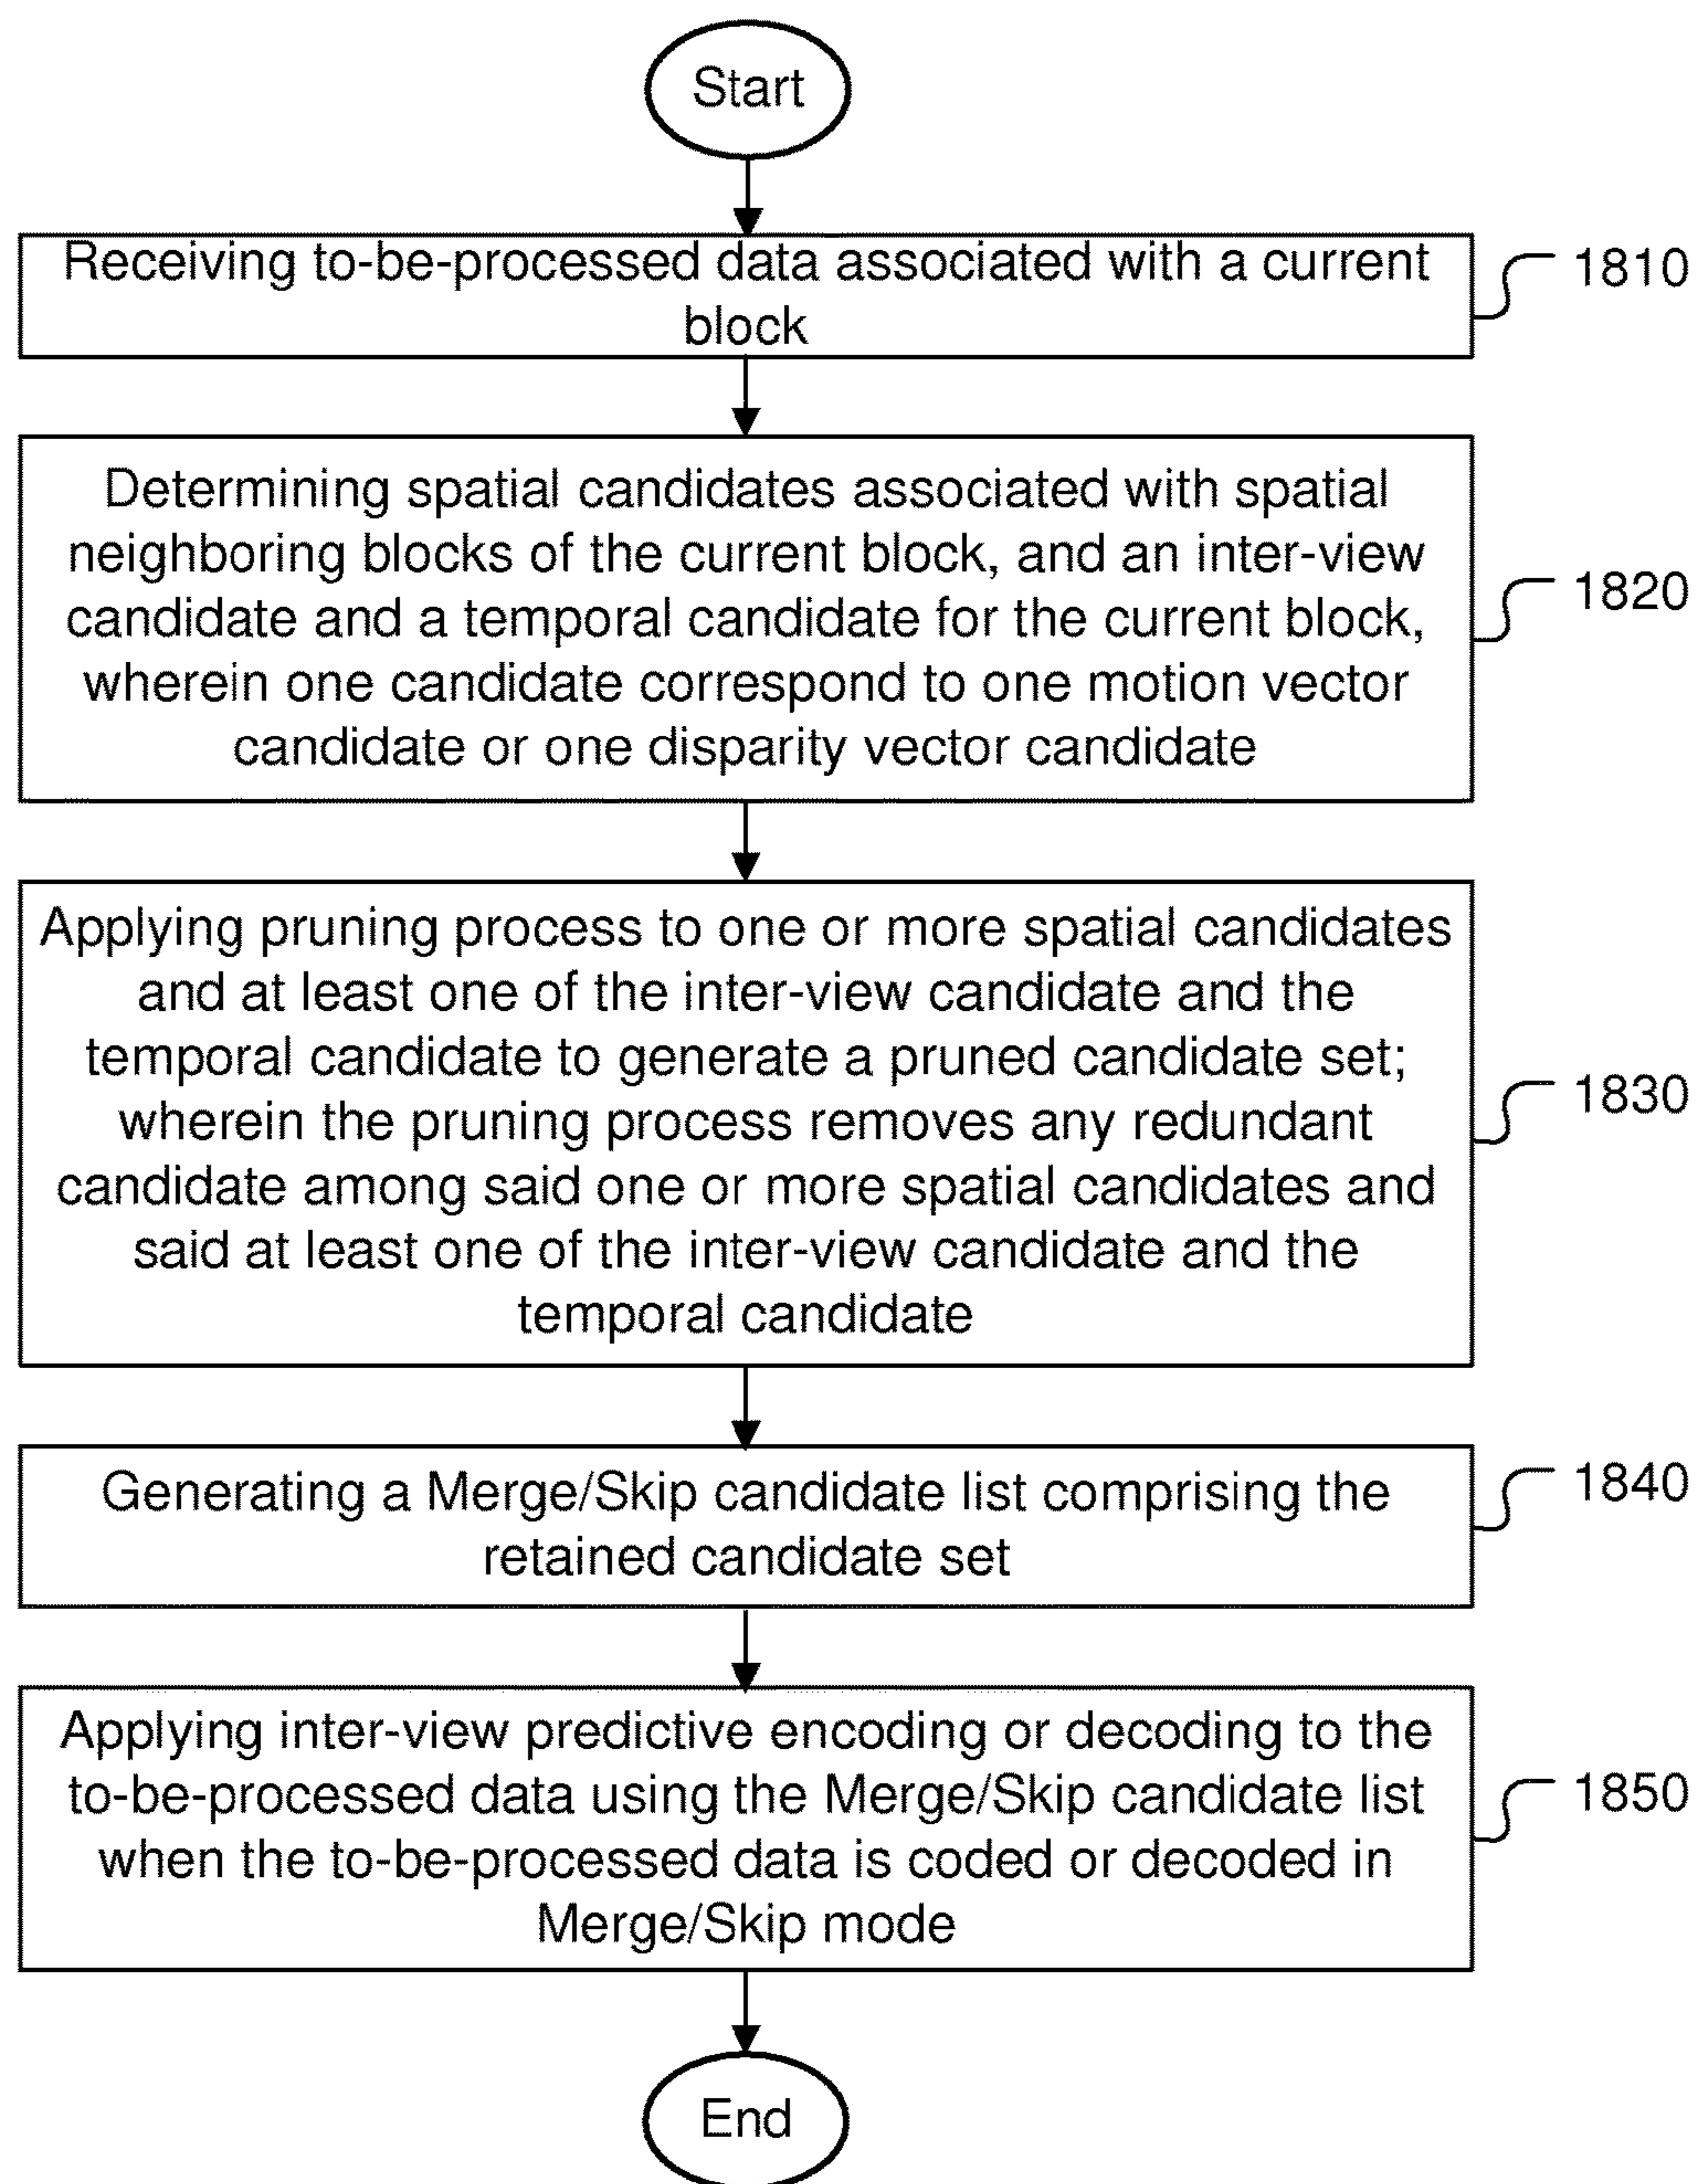 Start
Receiving to-be-processed data associated with a current
block
1810
Determining spatial candidates associated with spatial
neighboring blocks of the current block, and an inter-view
candidate and a temporal candidate for the current block,
wherein one candidate correspond to one motion vector
candidate or one disparity vector candidate
1820
Applying pruning process to one or more spatial candidates
and at least one of the inter-view candidate and the
temporal candidate to generate a pruned candidate set;
wherein the pruning process removes any redundant
candidate among said one or more spatial candidates and
said at least one of the inter-view candidate and the
temporal candidate
1830
Generating a Merge/Skip candidate list comprising the
retained candidate set
1840
Applying inter-view predictive encoding or decoding to the
to-be-processed data using the Merge/Skip candidate list
when the to-be-processed data is coded or decoded in
Merge/Skip mode
1850
End